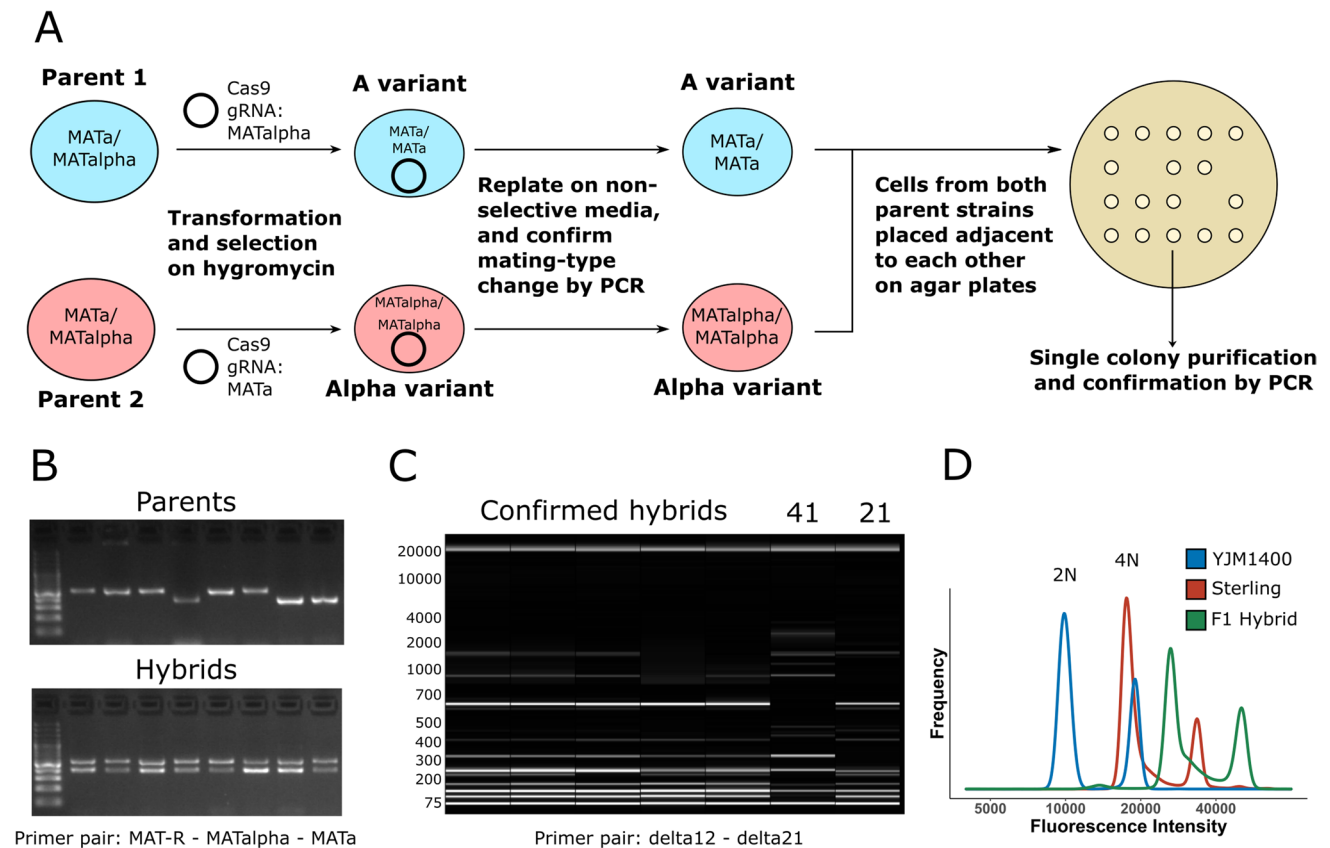 A
Parent 1
MATa/
MATalpha
Cas9
gRNA:
MATalpha
A variant
MATa/
MATa
A variant
MATa/
MATa
Transformation
and selection
on hygromycin
Replate on non-
selective media,
and confirm
mating-type
change by PCR
Cells from both
parent strains
placed adjacent
to each other
on agar plates
MATa/
MATalpha
Parent 2
Cas9
gRNA:
MATa
MATalpha/
MATalpha
Alpha variant
MATalpha/
MATalpha
Alpha variant
Single colony purification
and confirmation by PCR
B
Parents
Hybrids
Primer pair: MAT-R - MATalpha - MATa
C
Confirmed hybrids
41
21
20000
10000
4000
2000
1000
700
500
400
300
200
75
Primer pair: delta12 - delta21
D
2N
4N
YJM1400
Sterling
F1 Hybrid
Frequency
5000
10000
20000
40000
Fluorescence Intensity